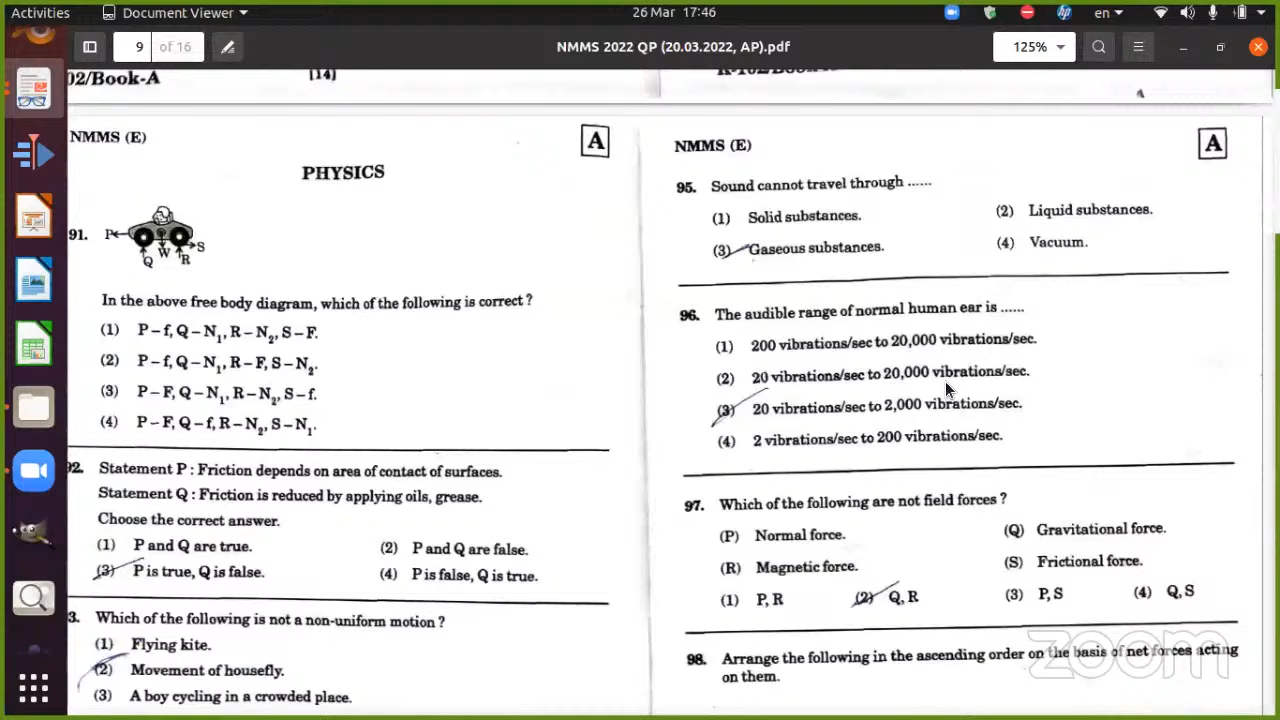 Activities
Document Viewer
26 Mar 17:46
en
9 of 16
NMMS 2022 QP (20.03.2022, AP).pdf
125%
02/Book-A
[14]
NMMS (E)
A
PHYSICS
91.
P
W
S
Q
R
In the above free body diagram, which of the following is correct ?
(1) P – f, Q – N1, R – N2, S – F.
(2) P – f, Q – N1, R – F, S – N2.
(3) P – F, Q – N1, R – N2, S – f.
(4) P – F, Q – f, R – N2, S – N1.
92. Statement P : Friction depends on area of contact of surfaces.
Statement Q : Friction is reduced by applying oils, grease.
Choose the correct answer.
(1) P and Q are true.
(2) P and Q are false.
(3) P is true, Q is false.
(4) P is false, Q is true.
3. Which of the following is not a non-uniform motion ?
(1) Flying kite.
(2) Movement of housefly.
(3) A boy cycling in a crowded place.
NMMS (E)
A
95. Sound cannot travel through ......
(1) Solid substances.
(2) Liquid substances.
(3) Gaseous substances.
(4) Vacuum.
96. The audible range of normal human ear is ......
(1) 200 vibrations/sec to 20,000 vibrations/sec.
(2) 20 vibrations/sec to 20,000 vibrations/sec.
(3) 20 vibrations/sec to 2,000 vibrations/sec.
(4) 2 vibrations/sec to 200 vibrations/sec.
97. Which of the following are not field forces ?
(P) Normal force.
(Q) Gravitational force.
(R) Magnetic force.
(S) Frictional force.
(1) P, R
(2) Q, R
(3) P, S
(4) Q, S
98. Arrange the following in the ascending order on the basis of net forces acting
on them.
zoom